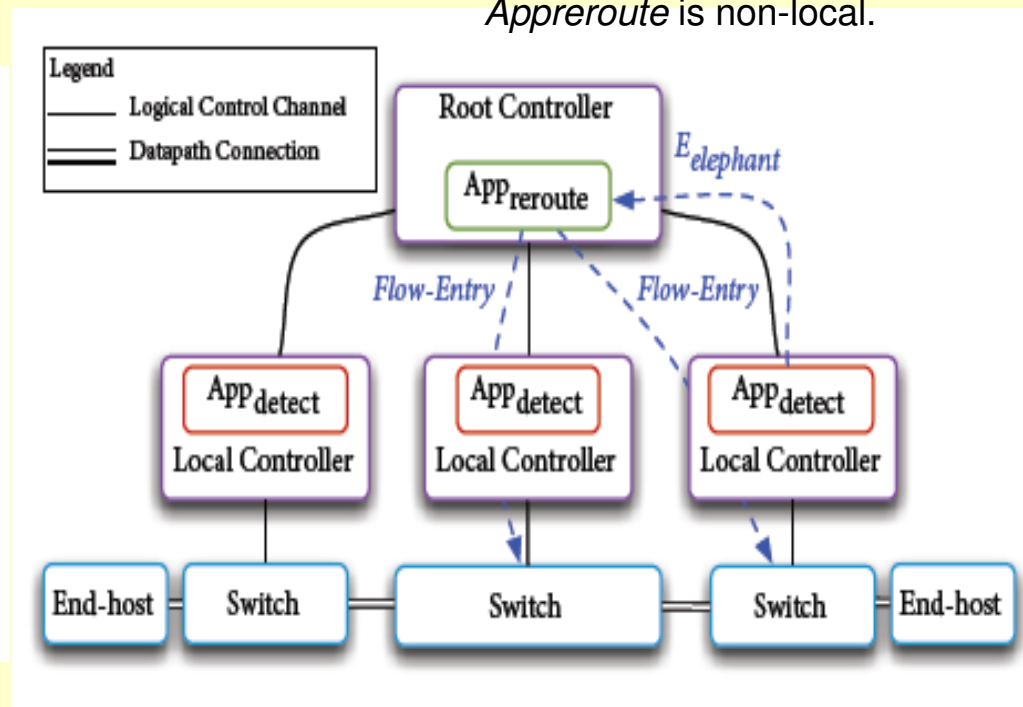 Appreroute is non-local.
Legend
Logical Control Channel
Datapath Connection
Root Controller
Appreroute
Eelephant
Flow-Entry
Flow-Entry
Appdetect
Appdetect
Appdetect
Local Controller
Local Controller
Local Controller
End-host
Switch
Switch
Switch
End-host